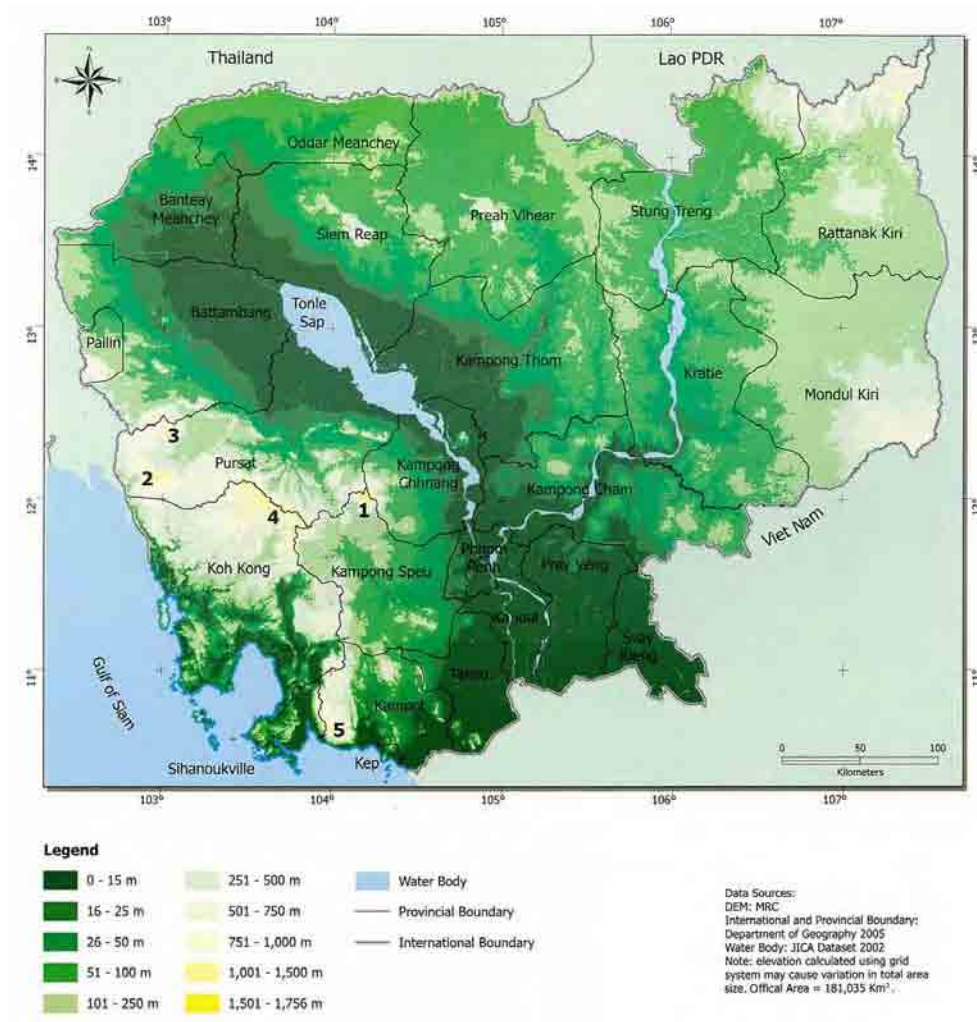 103° 104° 105° 106° 107°
Thailand
Lao PDR
N
14°
14°
Oddar Meanchey
Banteay
Meanchey
Siem Reap
Preah Vihear
Stung Treng
Rattanak Kiri
Battambang
Tonle
Sap
13°
13°
Pailin
Kampong Thom
Kratie
Mondul Kiri
3
2
Pursat
Kampong
Chhnang
Kampong Cham
12°
12°
4
1
Viet Nam
Koh Kong
Kampong Speu
Phnom
Penh
Prey Veng
Kandal
Svay
Rieng
11°
11°
Gulf of Siam
Takeo
Kampot
5
Sihanoukville
Kep
0 50 100
Kilometers
103° 104° 105° 106° 107°
Legend
0 - 15 m
16 - 25 m
26 - 50 m
51 - 100 m
101 - 250 m
251 - 500 m
501 - 750 m
751 - 1,000 m
1,001 - 1,500 m
1,501 - 1,756 m
Water Body
Provincial Boundary
International Boundary
Data Sources:
DEM: MRC
International and Provincial Boundary:
Department of Geography 2005
Water Body: JICA Dataset 2002
Note: elevation calculated using grid
system may cause variation in total area
size. Offical Area = 181,035 Km².